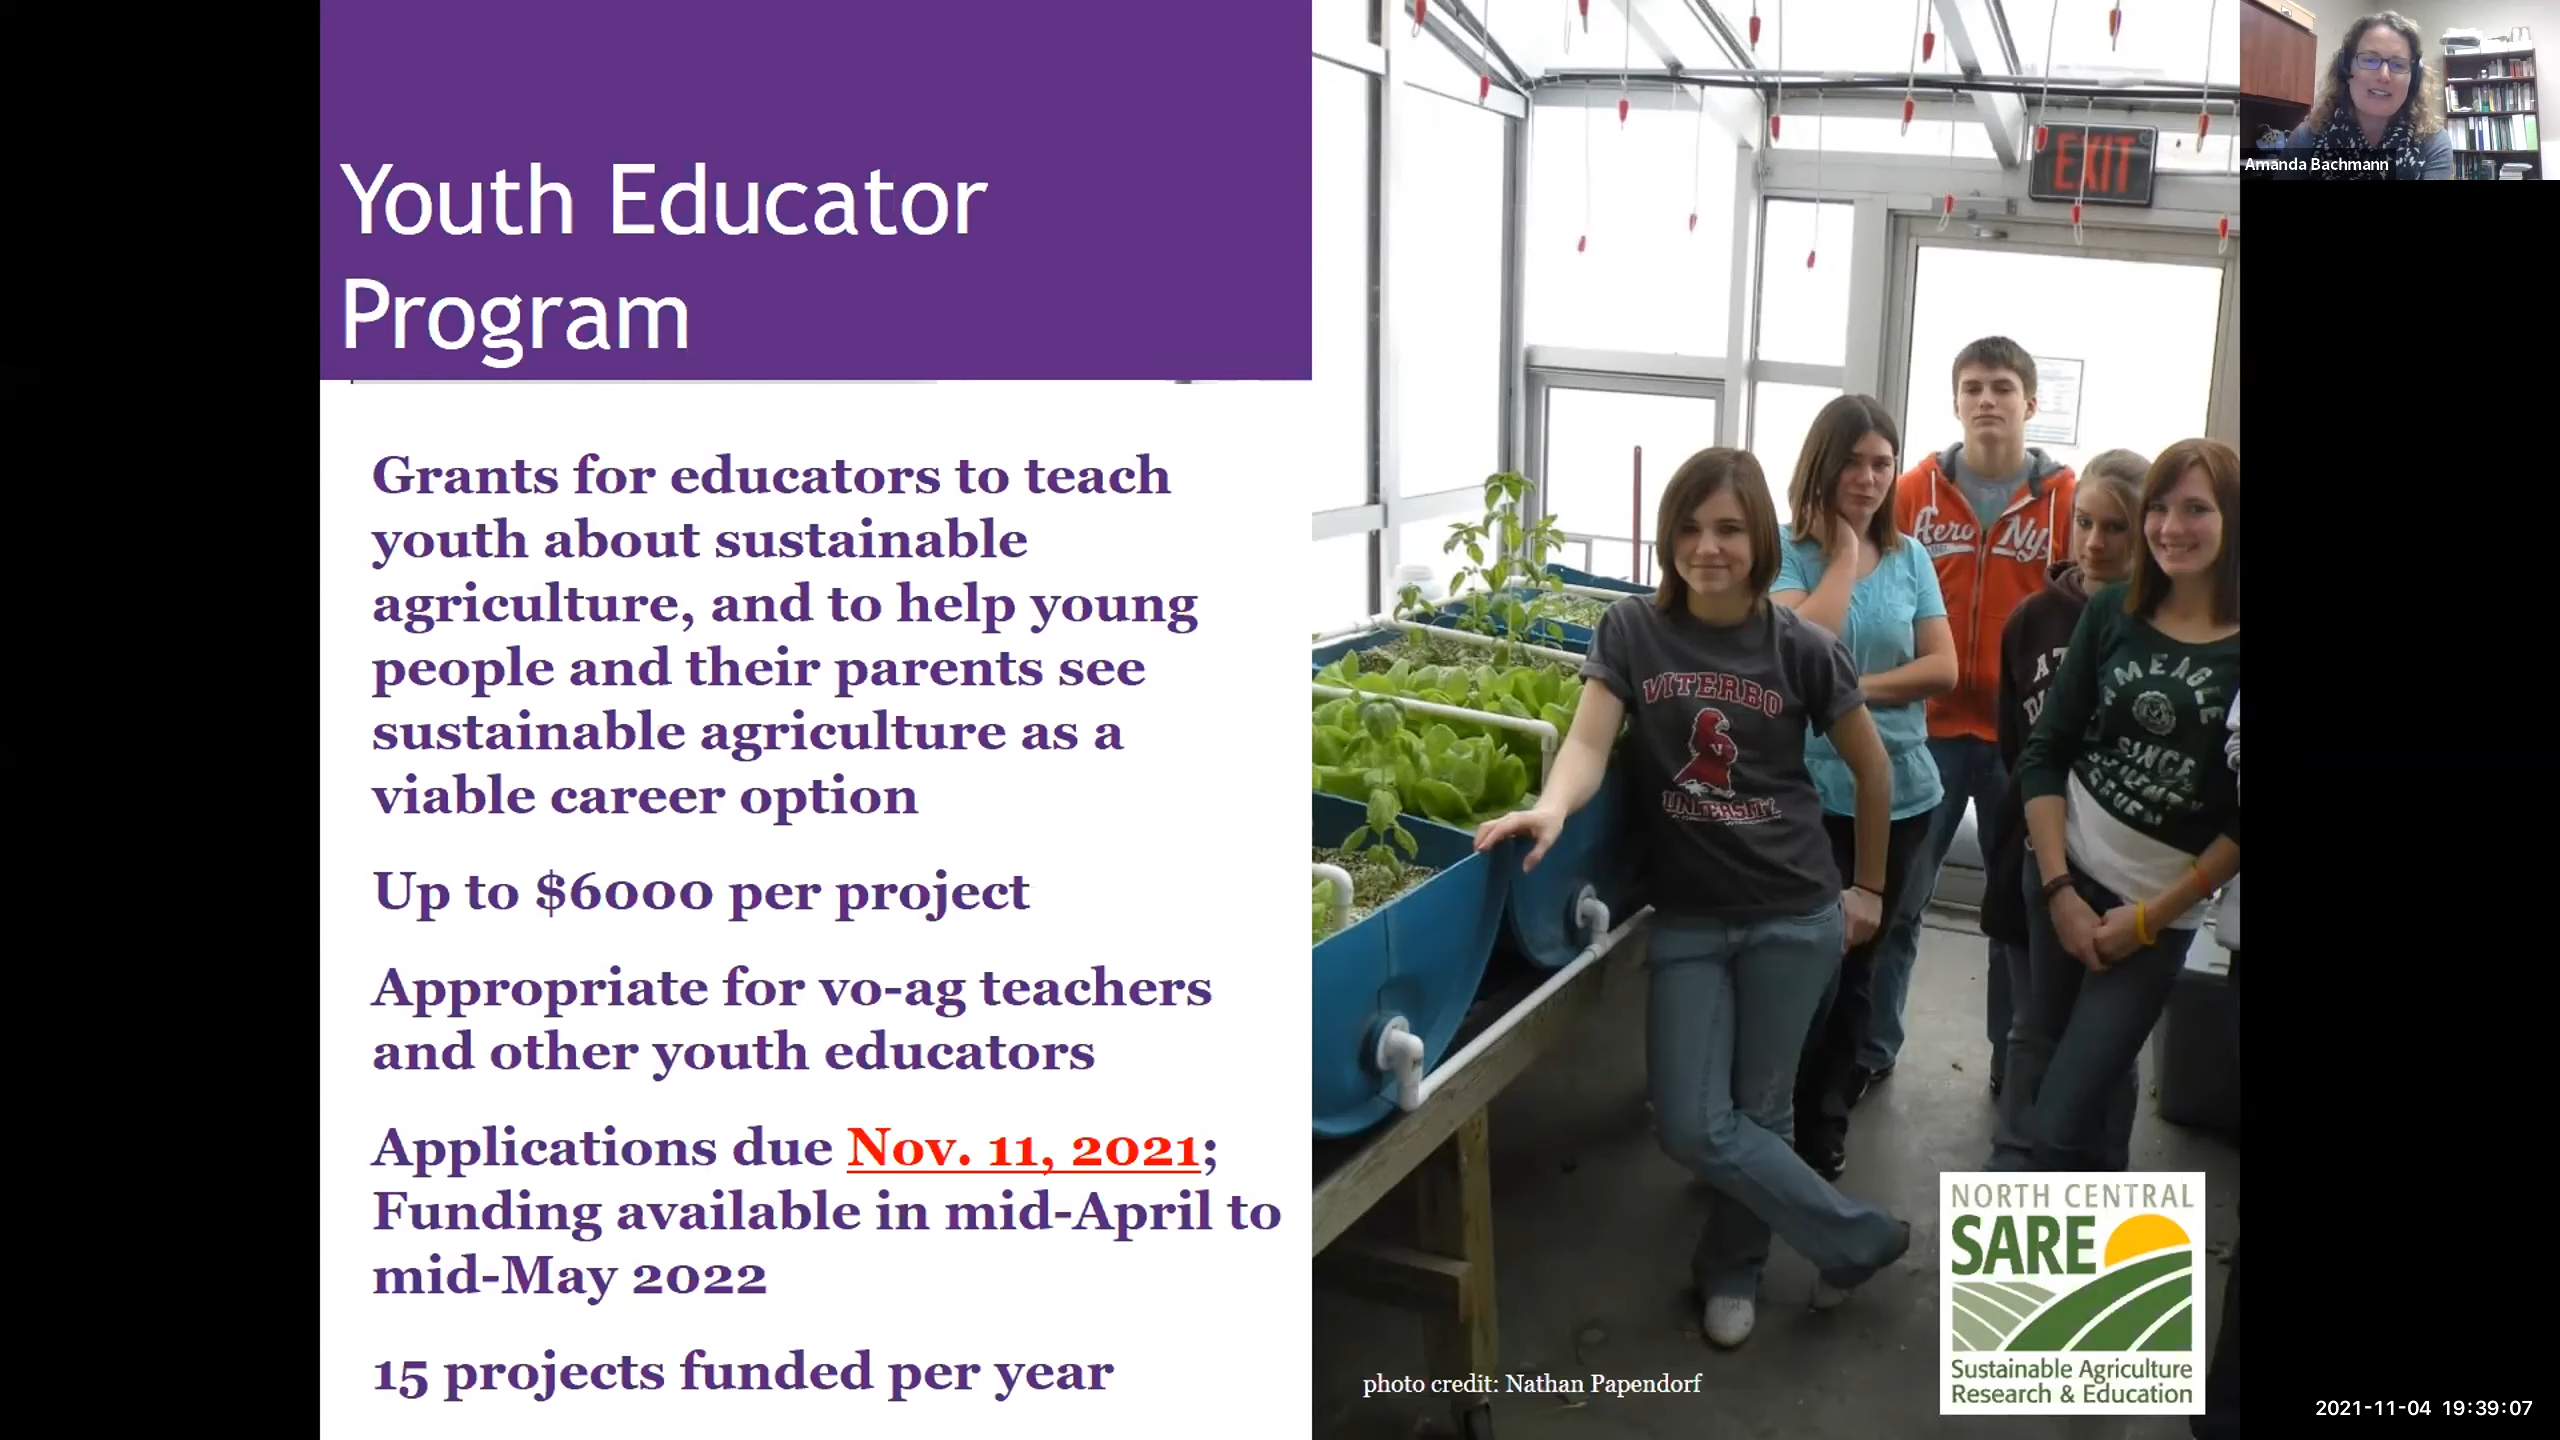 Youth Educator
Program
Grants for educators to teach
youth about sustainable
agriculture, and to help young
people and their parents see
sustainable agriculture as a
viable career option
Up to $6000 per project
Appropriate for vo-ag teachers
and other youth educators
Applications due Nov. 11, 2021;
Funding available in mid-April to
mid-May 2022
15 projects funded per year
EXIT
Aero NY
VITERBO
UNIVERSITY
AMEAGLE
SINCE
photo credit: Nathan Papendorf
NORTH CENTRAL
SARE
Sustainable Agriculture
Research & Education
Amanda Bachmann
2021-11-04 19:39:07